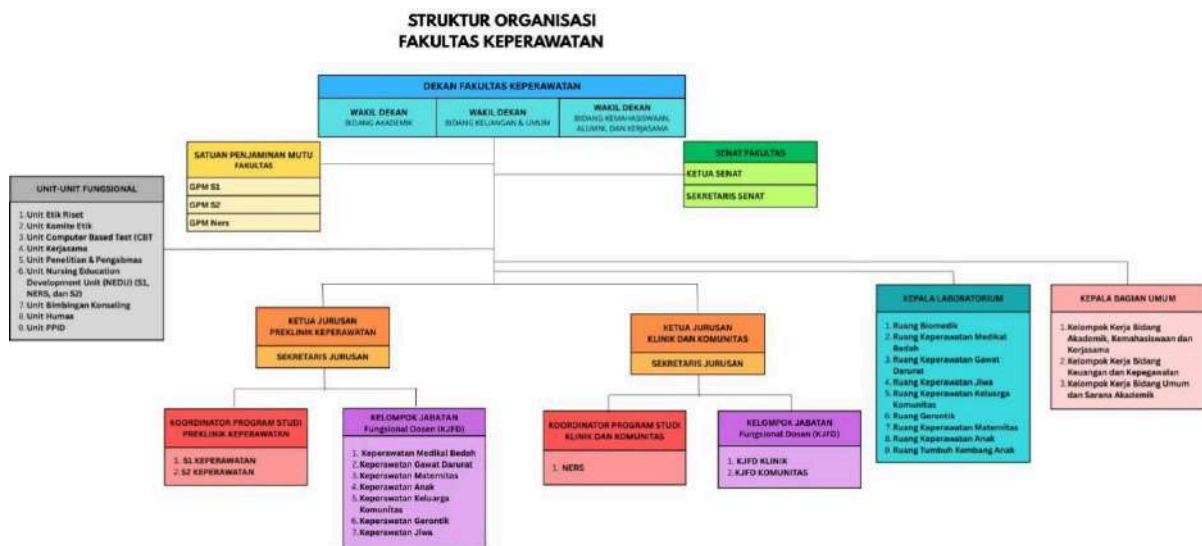 STRUKTUR ORGANISASI
FAKULTAS KEPERAWATAN
DEKAN FAKULTAS KEPERAWATAN
WAKIL DEKAN
BIDANG AKADEMIK
WAKIL DEKAN
BIDANG KEUANGAN & UMUM
WAKIL DEKAN
BIDANG KEMAHASISWAAN,
ALUMNI, DAN KERJASAMA
SATUAN PENJAMINAN MUTU
FAKULTAS
GPM S1
GPM S2
GPM Ners
SENAT FAKULTAS
KETUA SENAT
SEKRETARIS SENAT
UNIT-UNIT FUNGSIONAL
1. Unit Etik Riset
2. Unit Komite Etik
3. Unit Computer Based Test (CBT
4. Unit Kerjasama
5. Unit Penelitian & Pengabmas
6. Unit Nursing Education
Development Unit (NEDU) (S1,
NERS, dan S2)
7. Unit Bimbingan Konseling
8. Unit Humas
9. Unit PPID
KETUA JURUSAN
PREKLINIK KEPERAWATAN
SEKRETARIS JURUSAN
KETUA JURUSAN
KLINIK DAN KOMUNITAS
SEKRETARIS JURUSAN
KEPALA LABORATORIUM
1. Ruang Biomedik
2. Ruang Keperawatan Medikal
Bedah
3. Ruang Keperawatan Gawat
Darurat
4. Ruang Keperawatan Jiwa
5. Ruang Keperawatan Keluarga
Komunitas
6. Ruang Gerontik
7. Ruang Keperawatan Maternitas
8. Ruang Keperawatan Anak
9. Ruang Tumbuh Kembang Anak
KEPALA BAGIAN UMUM
1. Kelompok Kerja Bidang
Akademik, Kemahasiswaan dan
Kerjasama
2. Kelompok Kerja Bidang
Keuangan dan Kepegawaian
3. Kelompok Kerja Bidang Umum
dan Sarana Akademik
KOORDINATOR PROGRAM STUDI
PREKLINIK KEPERAWATAN
1. S1 KEPERAWATAN
2. S2 KEPERAWATAN
KELOMPOK JABATAN
Fungsional Dosen (KJFD)
1. Keperawatan Medikal Bedah
2. Keperawatan Gawat Darurat
3. Keperawatan Maternitas
4. Keperawatan Anak
5. Keperawatan Keluarga
Komunitas
6. Keperawatan Gerontik
7. Keperawatan Jiwa
KOORDINATOR PROGRAM STUDI
KLINIK DAN KOMUNITAS
1. NERS
KELOMPOK JABATAN
Fungsional Dosen (KJFD)
1. KJFD KLINIK
2. KJFD KOMUNITAS